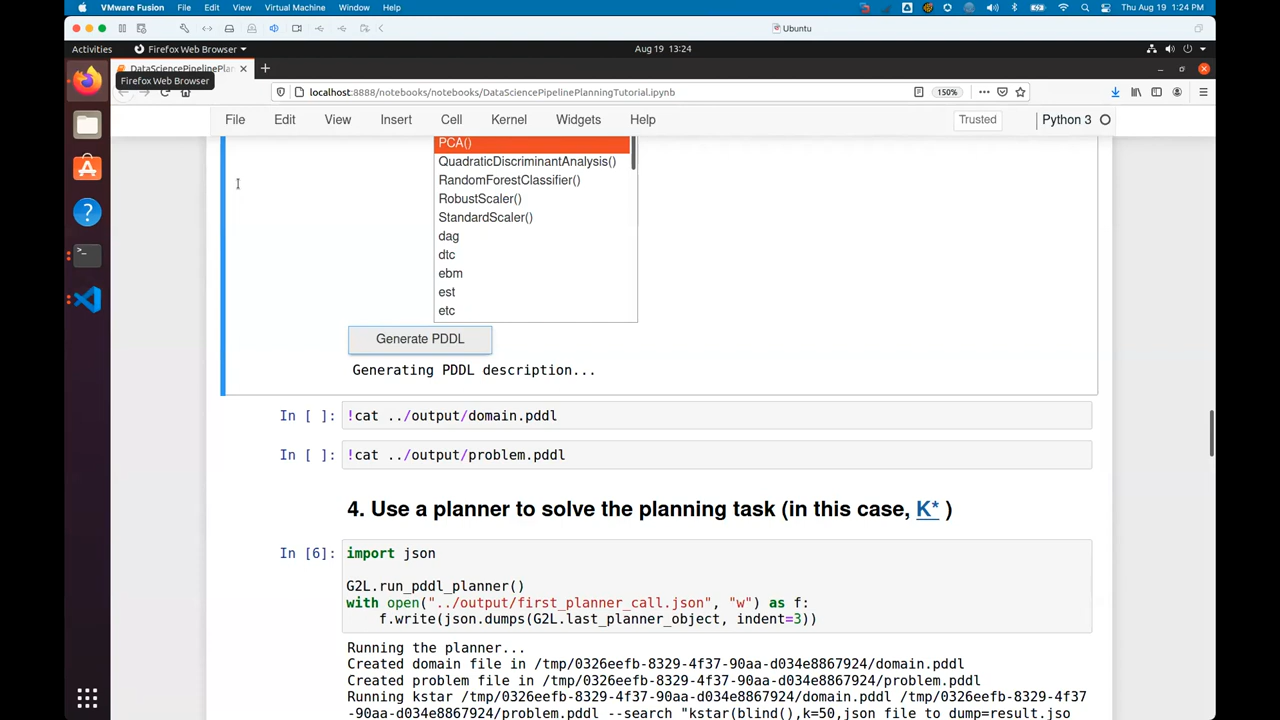 VMware Fusion File Edit View Virtual Machine Window Help Thu Aug 19 1:24 PM
Ubuntu
Activities Firefox Web Browser Aug 19 13:24
DataSciencePipelinePlan
Firefox Web Browser
localhost:8888/notebooks/notebooks/DataSciencePipelinePlanningTutorial.ipynb 150%
File Edit View Insert Cell Kernel Widgets Help Trusted Python 3
PCA()
QuadraticDiscriminantAnalysis()
RandomForestClassifier()
RobustScaler()
StandardScaler()
dag
dtc
ebm
est
etc
Generate PDDL
Generating PDDL description...
In [ ]: !cat ../output/domain.pddl
In [ ]: !cat ../output/problem.pddl
4. Use a planner to solve the planning task (in this case, K* )
In [6]: import json
G2L.run_pddl_planner()
with open("../output/first_planner_call.json", "w") as f:
f.write(json.dumps(G2L.last_planner_object, indent=3))
Running the planner...
Created domain file in /tmp/0326eefb-8329-4f37-90aa-d034e8867924/domain.pddl
Created problem file in /tmp/0326eefb-8329-4f37-90aa-d034e8867924/problem.pddl
Running kstar /tmp/0326eefb-8329-4f37-90aa-d034e8867924/domain.pddl /tmp/0326eefb-8329-4f37
-90aa-d034e8867924/problem.pddl --search "kstar(blind(),k=50,json file to dump=result.jso